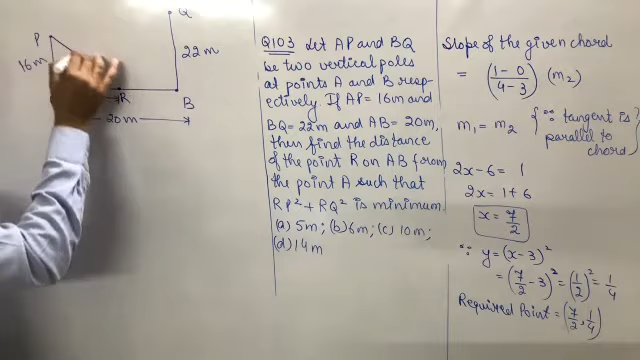 P
Q
16m
22m
R
B
20m
Q103 Let AP and BQ
be two vertical poles
at points A and B resp-
ectively. If AP = 16m and
BQ = 22m and AB = 20m,
then find the distance
of the point R on AB from
the point A such that
RP² + RQ² is minimum
(a) 5m; (b) 6m; (c) 10m;
(d) 14m
Slope of the given chord
= (1-0 / 4-3) (m₂)
m₁ = m₂ {∵ tangent is
parallel to
chord}
2x - 6 = 1
2x = 1 + 6
x = 7/2
∵ y = (x - 3)²
= (7/2 - 3)² = (1/2)² = 1/4
Required Point = (7/2, 1/4)